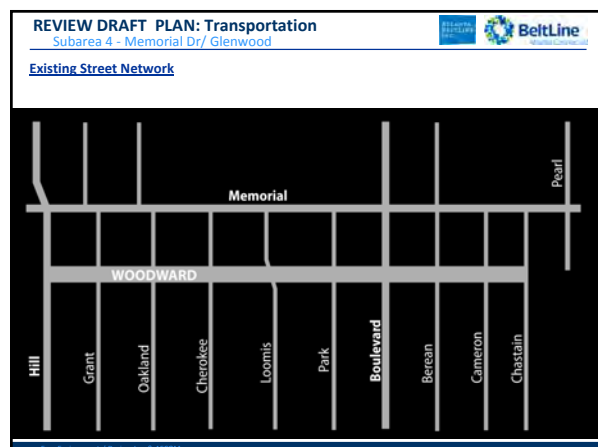 REVIEW DRAFT PLAN: Transportation
Subarea 4 - Memorial Dr/ Glenwood
BeltLine
Existing Street Network
Memorial
Pearl
WOODWARD
Hill
Grant
Oakland
Cherokee
Loomis
Park
Boulevard
Berean
Cameron
Chastain